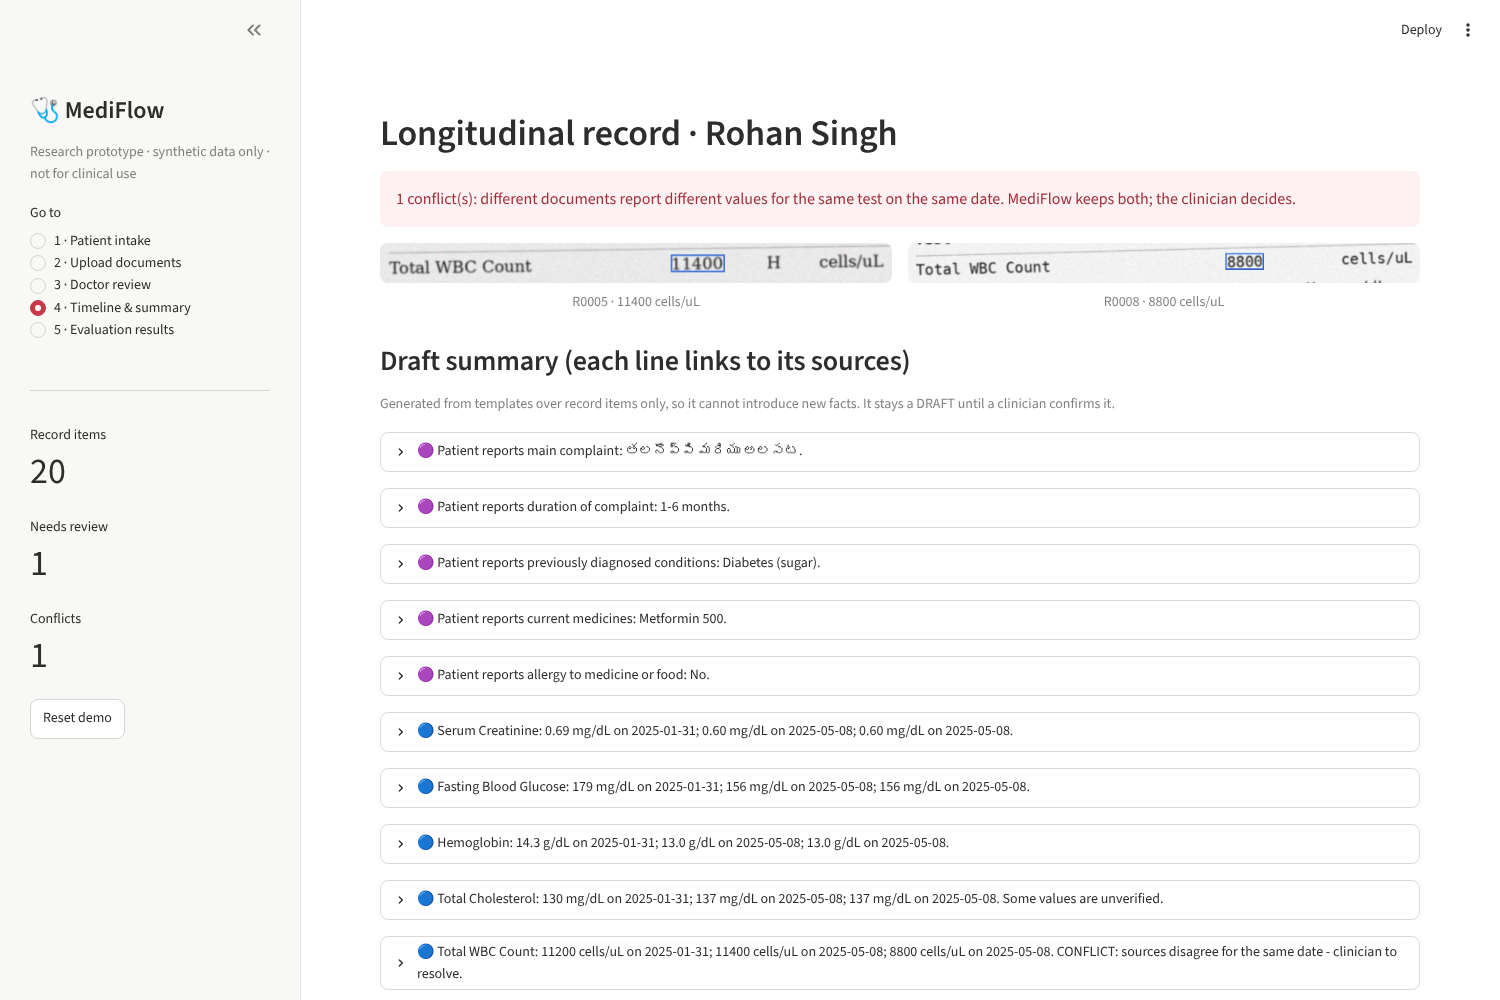 Deploy
MediFlow
Research prototype · synthetic data only ·
not for clinical use
Go to
1 · Patient intake
2 · Upload documents
3 · Doctor review
4 · Timeline & summary
5 · Evaluation results
Record items
20
Needs review
1
Conflicts
1
Reset demo
Longitudinal record · Rohan Singh
1 conflict(s): different documents report different values for the same test on the same date. MediFlow keeps both; the clinician decides.
Total WBC Count 11400 H cells/uL
Total WBC Count 8800 cells/uL
R0005 · 11400 cells/uL
R0008 · 8800 cells/uL
Draft summary (each line links to its sources)
Generated from templates over record items only, so it cannot introduce new facts. It stays a DRAFT until a clinician confirms it.
Patient reports main complaint: తలనొప్పి మరియు అలసట.
Patient reports duration of complaint: 1-6 months.
Patient reports previously diagnosed conditions: Diabetes (sugar).
Patient reports current medicines: Metformin 500.
Patient reports allergy to medicine or food: No.
Serum Creatinine: 0.69 mg/dL on 2025-01-31; 0.60 mg/dL on 2025-05-08; 0.60 mg/dL on 2025-05-08.
Fasting Blood Glucose: 179 mg/dL on 2025-01-31; 156 mg/dL on 2025-05-08; 156 mg/dL on 2025-05-08.
Hemoglobin: 14.3 g/dL on 2025-01-31; 13.0 g/dL on 2025-05-08; 13.0 g/dL on 2025-05-08.
Total Cholesterol: 130 mg/dL on 2025-01-31; 137 mg/dL on 2025-05-08; 137 mg/dL on 2025-05-08. Some values are unverified.
Total WBC Count: 11200 cells/uL on 2025-01-31; 11400 cells/uL on 2025-05-08; 8800 cells/uL on 2025-05-08. CONFLICT: sources disagree for the same date - clinician to
resolve.